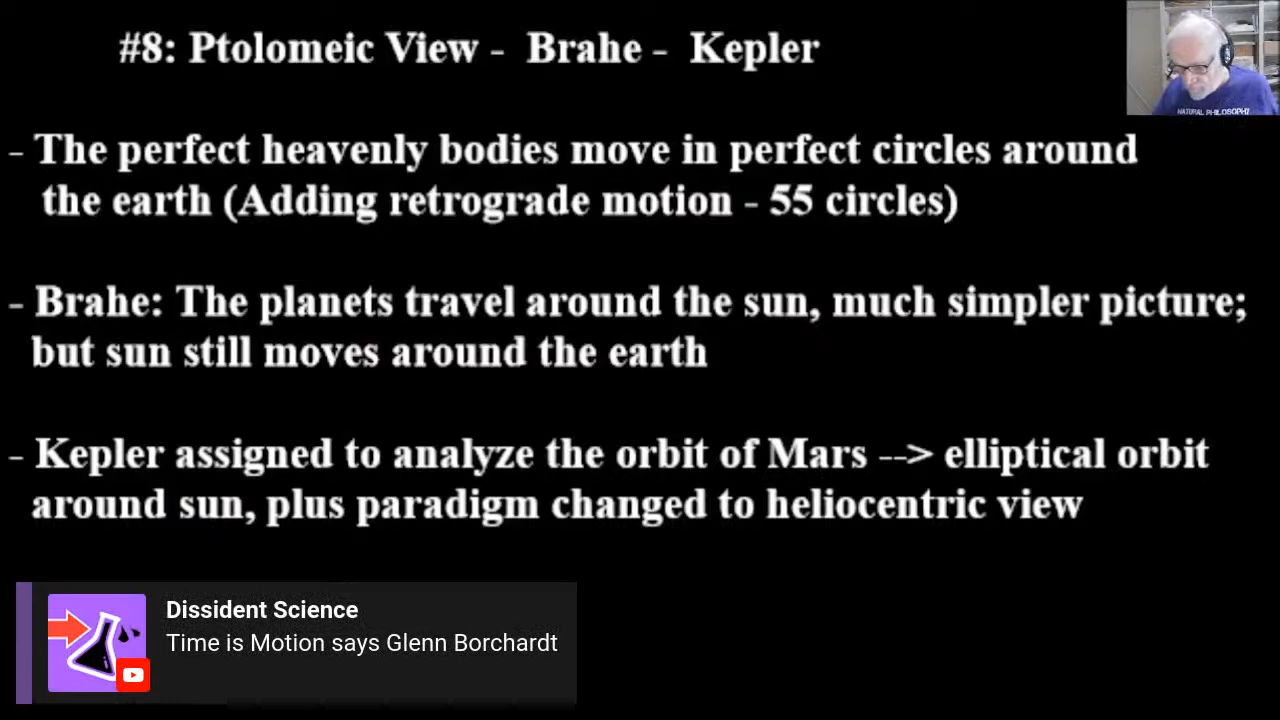 #8: Ptolomeic View - Brahe - Kepler
- The perfect heavenly bodies move in perfect circles around
the earth (Adding retrograde motion - 55 circles)
- Brahe: The planets travel around the sun, much simpler picture;
but sun still moves around the earth
- Kepler assigned to analyze the orbit of Mars --> elliptical orbit
around sun, plus paradigm changed to heliocentric view
NATURAL PHILOSOPHY
Dissident Science
Time is Motion says Glenn Borchardt